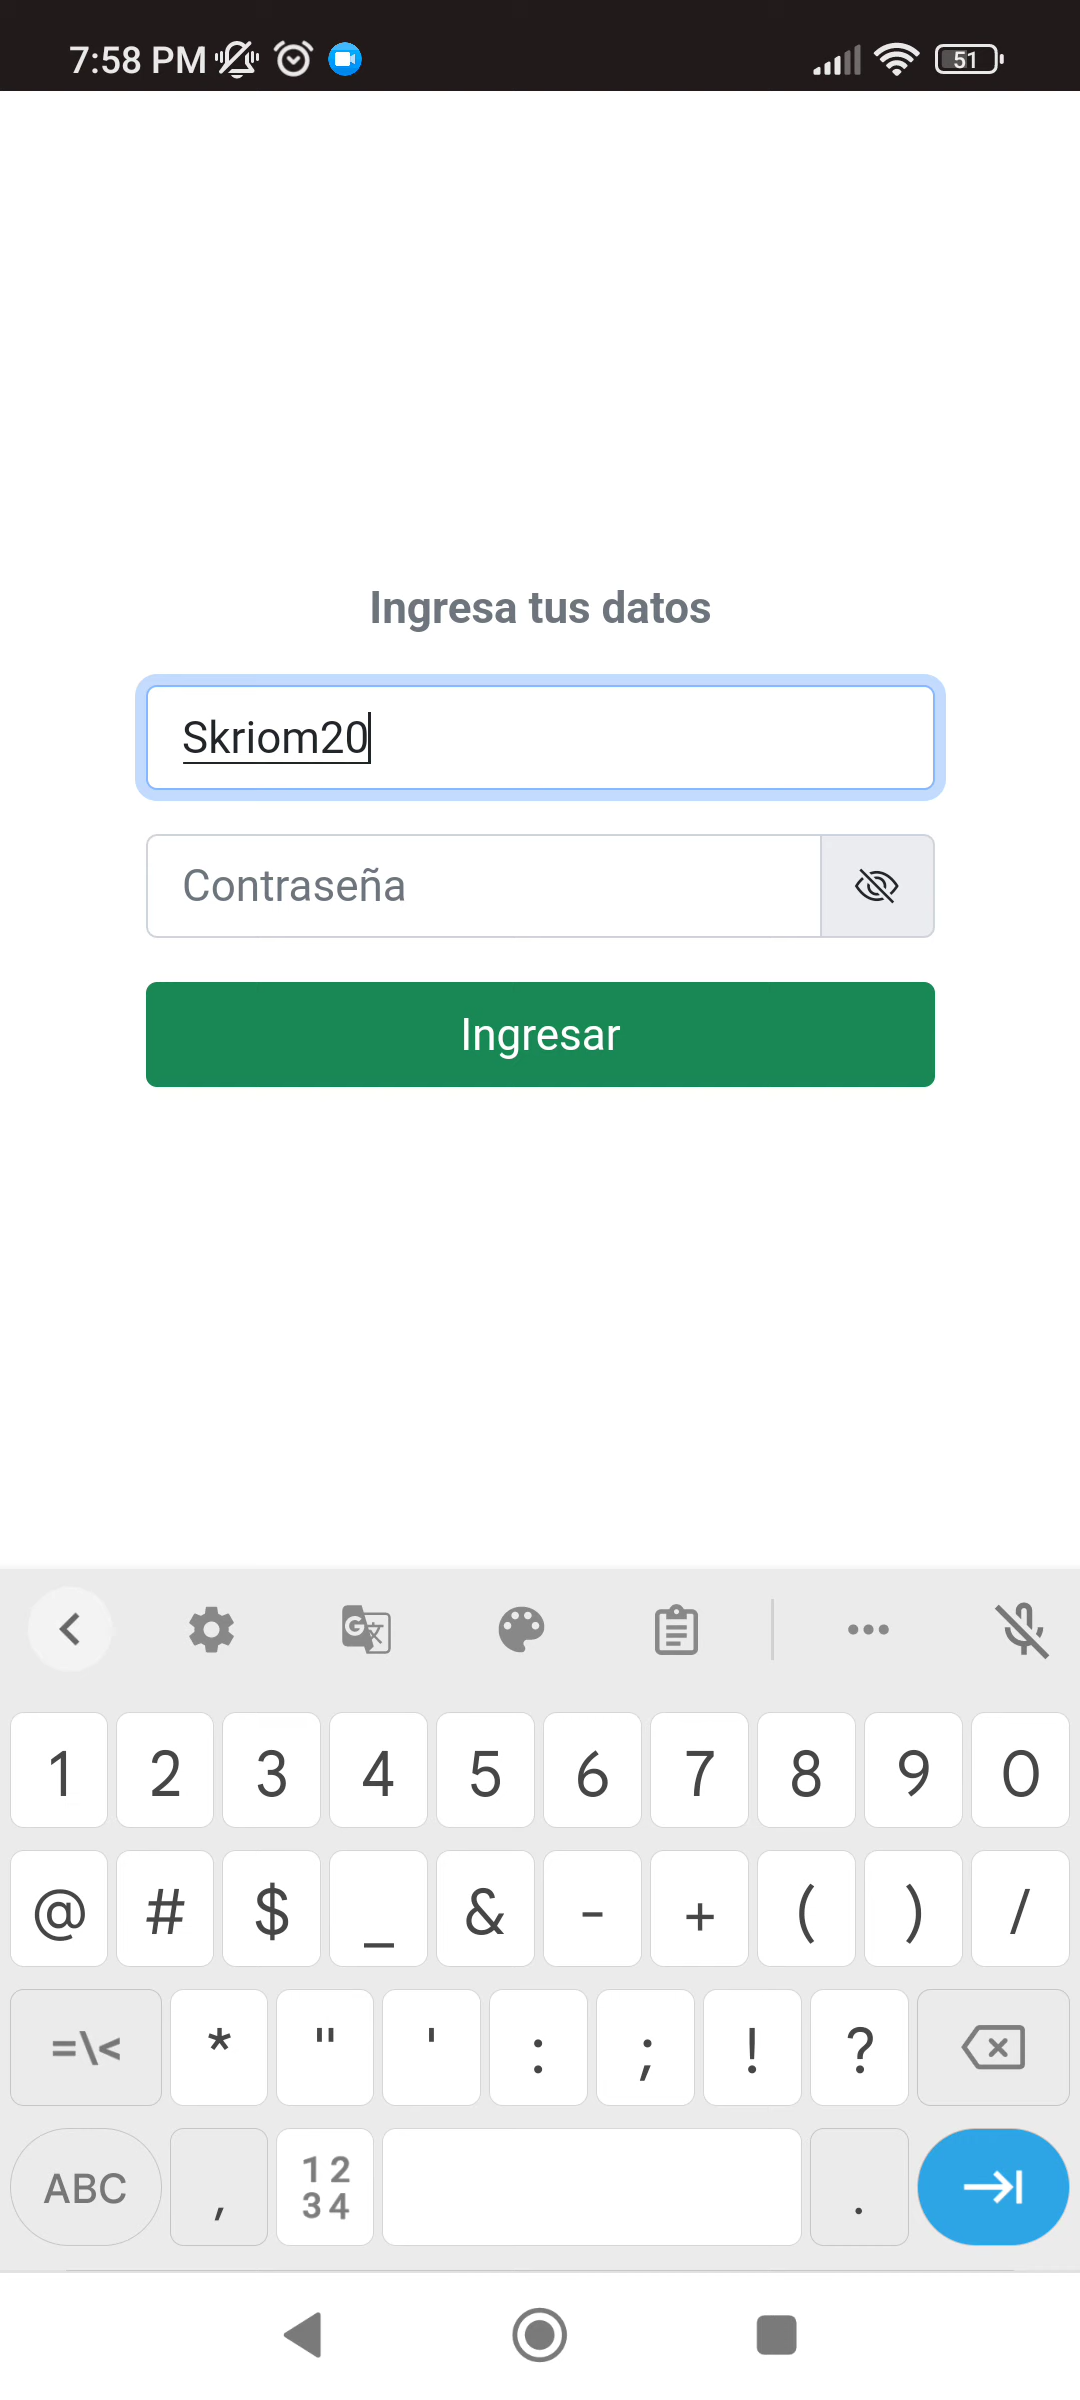 7:58 PM 51
Ingresa tus datos
Skriom20
Contraseña
Ingresar
1 2 3 4 5 6 7 8 9 0
@ # $ _ & - + ( ) /
=\< * " ' : ; ! ?
ABC , 12 34 .